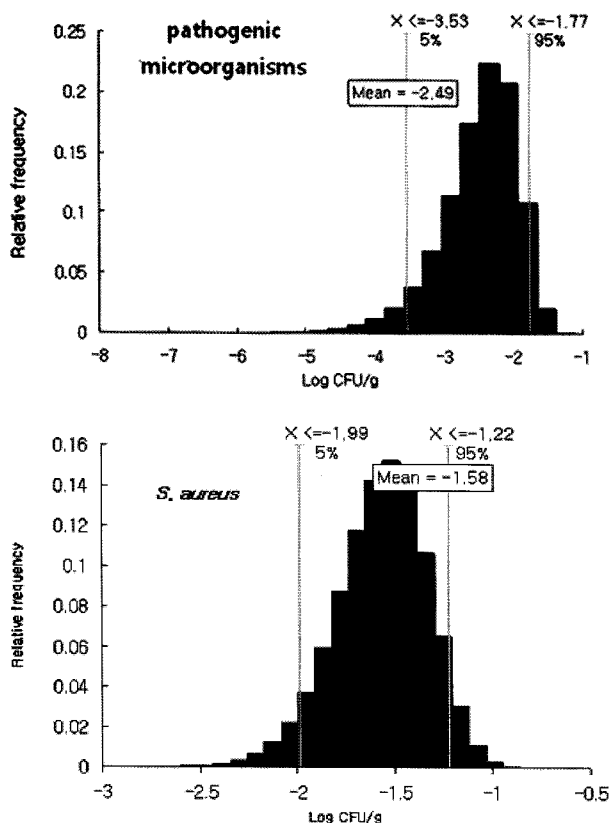 pathogenic
microorganisms
X <=-3.53
5%
X <=-1.77
95%
Mean = -2.49
Relative frequency
0.25
0.2
0.15
0.1
0.05
0
-8 -7 -6 -5 -4 -3 -2 -1
Log CFU/g
X <=-1.99
5%
X <=-1.22
95%
Mean = -1.58
S. aureus
Relative frequency
0.16
0.14
0.12
0.1
0.08
0.06
0.04
0.02
0
-3 -2.5 -2 -1.5 -1 -0.5
Log CFU/g